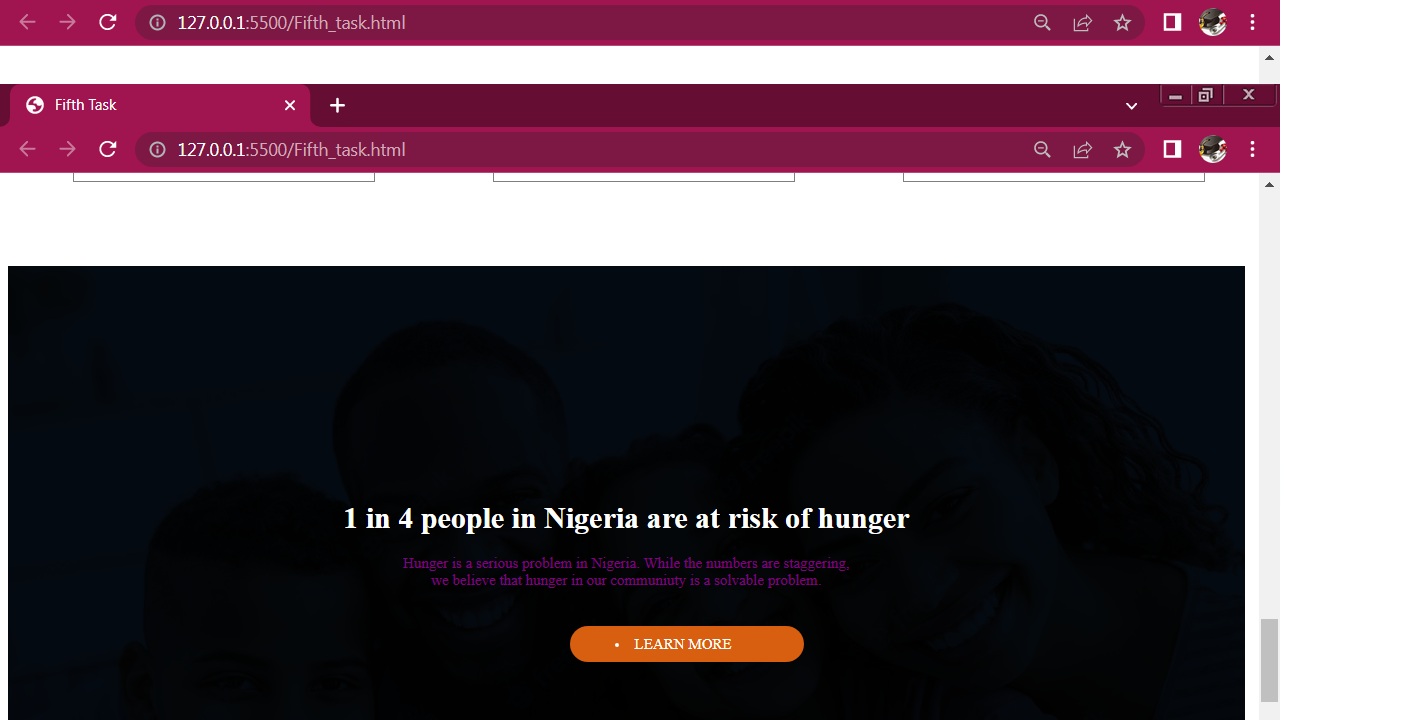 127.0.0.1:5500/Fifth_task.html
Fifth Task
127.0.0.1:5500/Fifth_task.html
1 in 4 people in Nigeria are at risk of hunger
Hunger is a serious problem in Nigeria. While the numbers are staggering,
we believe that hunger in our communiuty is a solvable problem.
• LEARN MORE